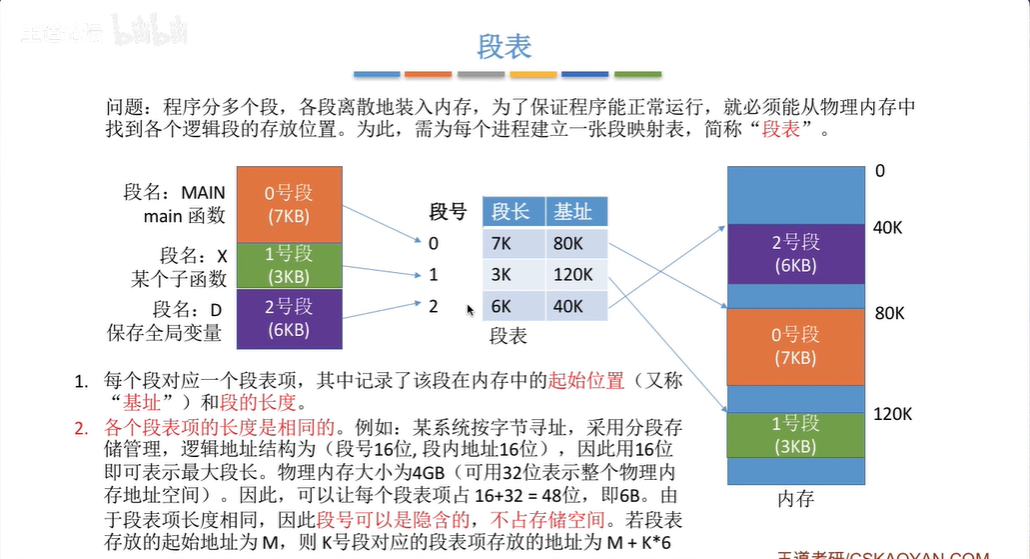 王道论坛 bilibili
段表
问题：程序分多个段，各段离散地装入内存，为了保证程序能正常运行，就必须能从物理内存中
找到各个逻辑段的存放位置。为此，需为每个进程建立一张段映射表，简称“段表”。
段名：MAIN
main 函数
0号段
(7KB)
段名：X
某个子函数
1号段
(3KB)
段名：D
保存全局变量
2号段
(6KB)
段号 段长 基址
0 7K 80K
1 3K 120K
2 6K 40K
段表
0
40K
2号段
(6KB)
80K
0号段
(7KB)
120K
1号段
(3KB)
内存
1. 每个段对应一个段表项，其中记录了该段在内存中的起始位置（又称
“基址”）和段的长度。
2. 各个段表项的长度是相同的。例如：某系统按字节寻址，采用分段存
储管理，逻辑地址结构为（段号16位, 段内地址16位），因此用16位
即可表示最大段长。物理内存大小为4GB（可用32位表示整个物理内
存地址空间）。因此，可以让每个段表项占 16+32 = 48位，即6B。由
于段表项长度相同，因此段号可以是隐含的，不占存储空间。若段表
存放的起始地址为 M，则 K号段对应的段表项存放的地址为 M + K*6
王道考研/CSKAOYAN.COM